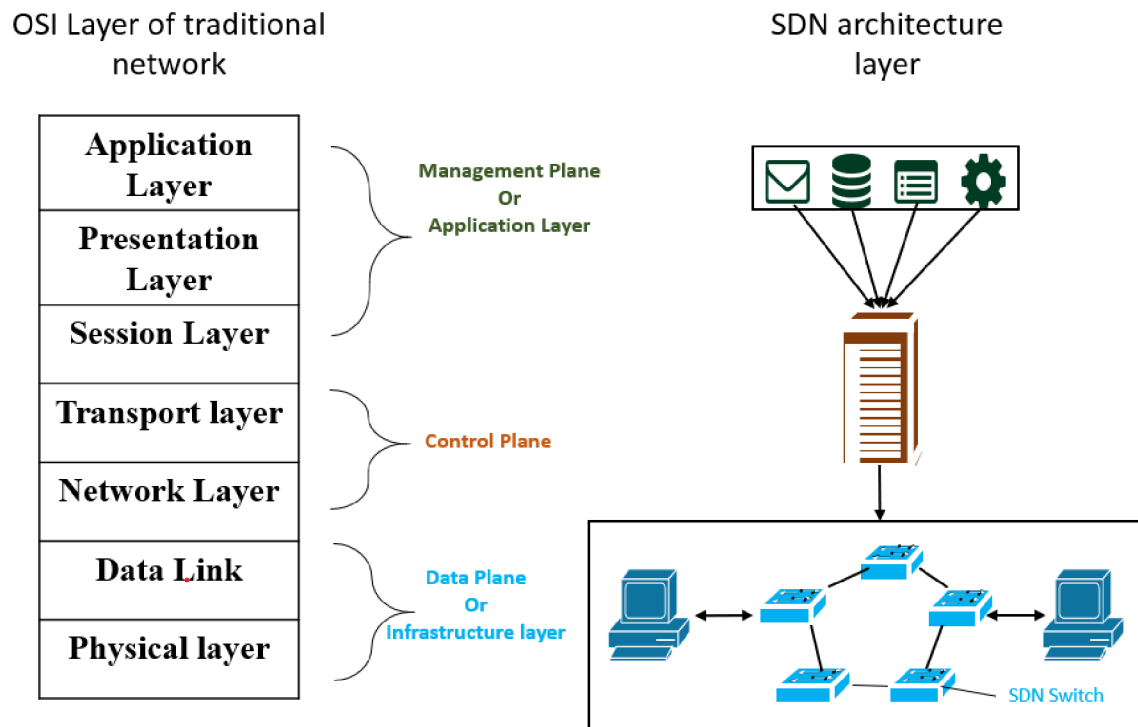 OSI Layer of traditional
network
SDN architecture
layer
Application
Layer
Presentation
Layer
Session Layer
Transport layer
Network Layer
Data Link
Physical layer
Management Plane
Or
Application Layer
Control Plane
Data Plane
Or
Infrastructure layer
SDN Switch